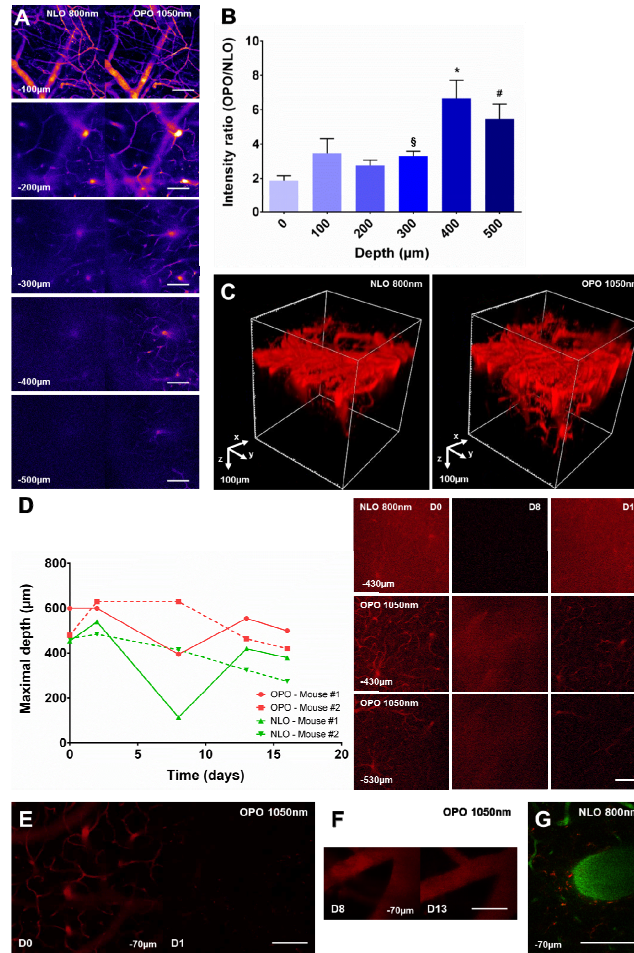 A
NLO 800nm
OPO 1050nm
-100µm
-200µm
-300µm
-400µm
-500µm
B
Intensity ratio (OPO/NLO)
10
8
6
4
2
0
§
*
#
0
100
200
300
400
500
Depth (µm)
C
NLO 800nm
x
y
z
100µm
OPO 1050nm
x
y
z
100µm
D
Maximal depth (µm)
800
600
400
200
0
0
5
10
15
20
Time (days)
OPO - Mouse #1
OPO - Mouse #2
NLO - Mouse #1
NLO - Mouse #2
NLO 800nm
D0
D8
D1
-430µm
OPO 1050nm
-430µm
OPO 1050nm
-530µm
E
OPO 1050nm
D0
-70µm
D1
F
OPO 1050nm
D8
-70µm
D13
G
NLO 800nm
-70µm